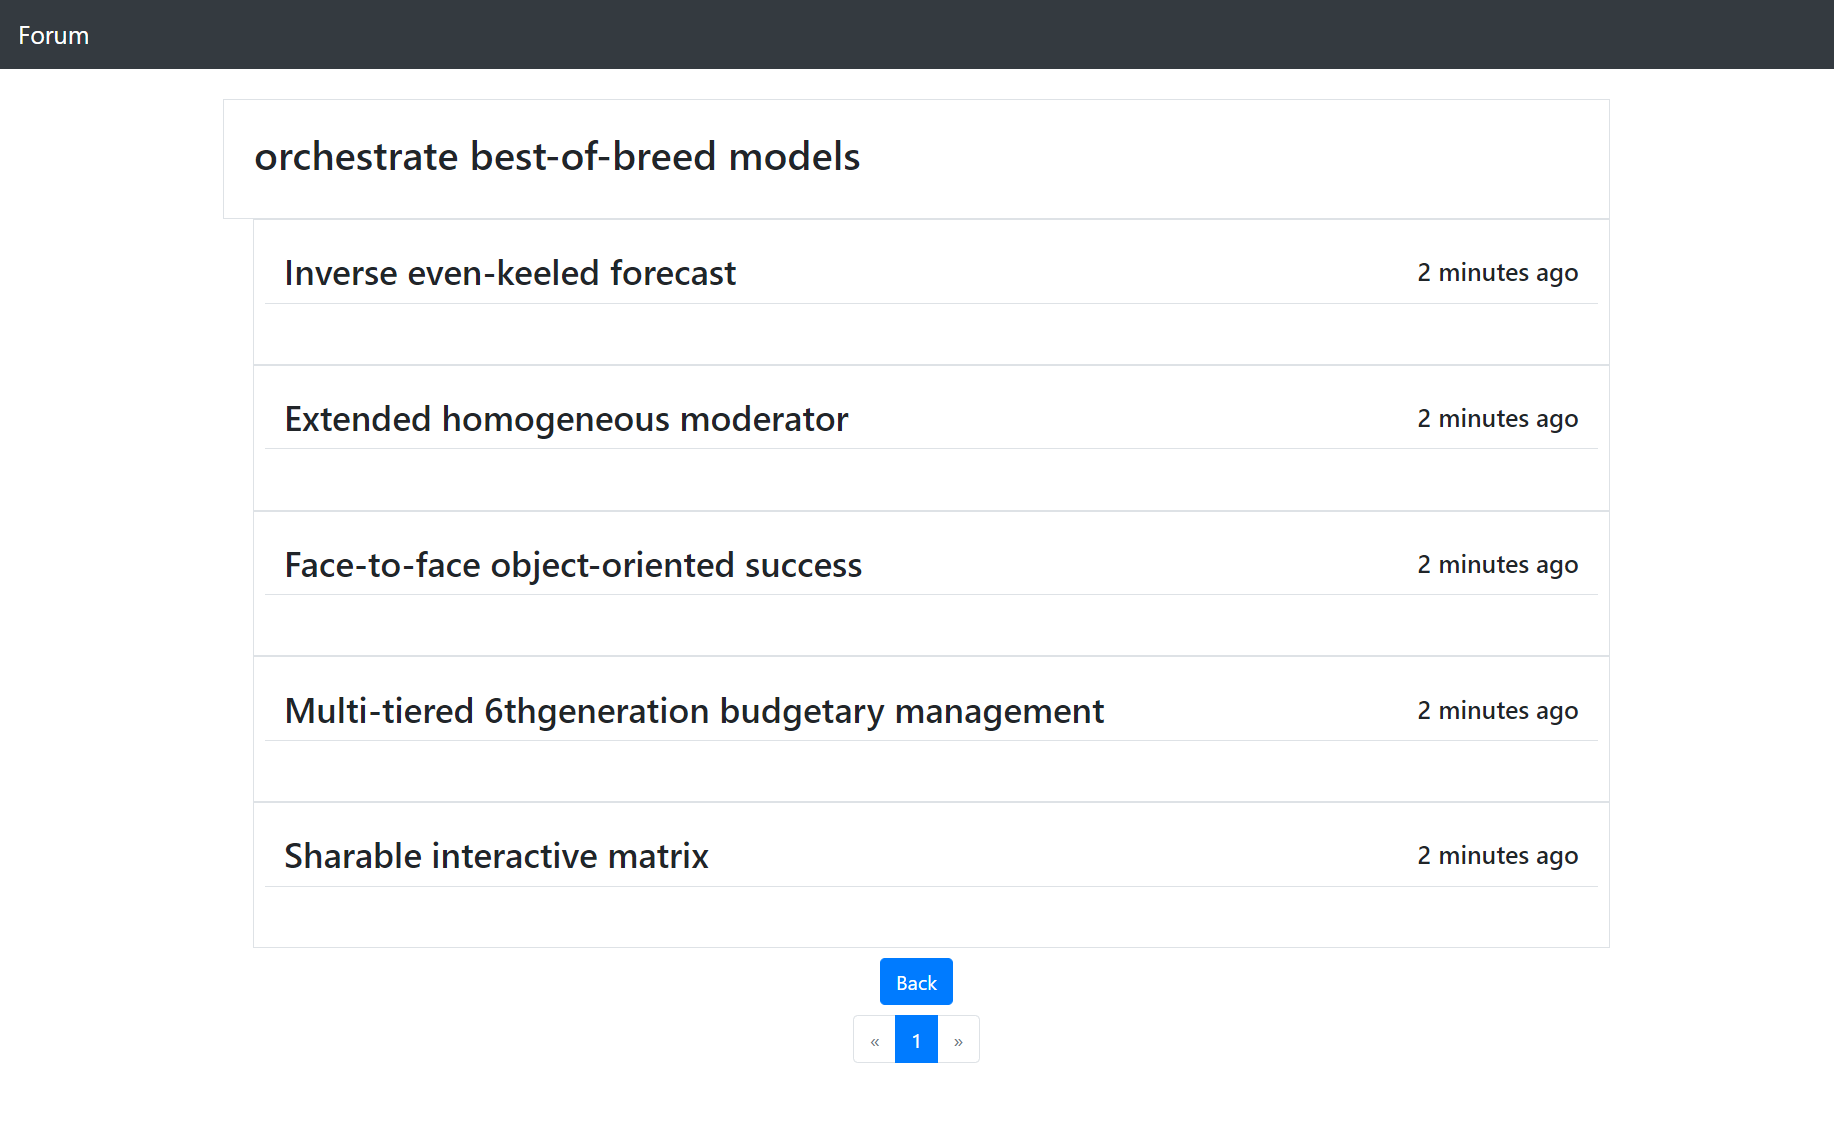 Forum
orchestrate best-of-breed models
Inverse even-keeled forecast 2 minutes ago
Extended homogeneous moderator 2 minutes ago
Face-to-face object-oriented success 2 minutes ago
Multi-tiered 6thgeneration budgetary management 2 minutes ago
Sharable interactive matrix 2 minutes ago
Back
« 1 »